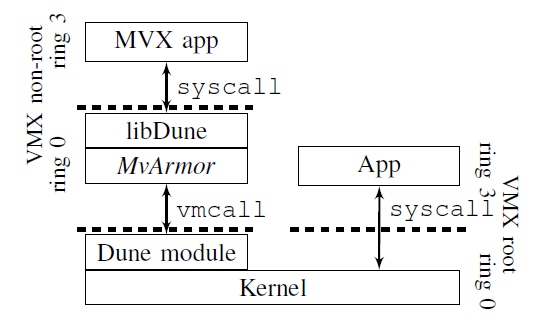 MVX app
syscall
libDune
MvArmor
vmcall
Dune module
Kernel
App
syscall
VMX non-root
ring 3
ring 0
VMX root
ring 3
ring 0